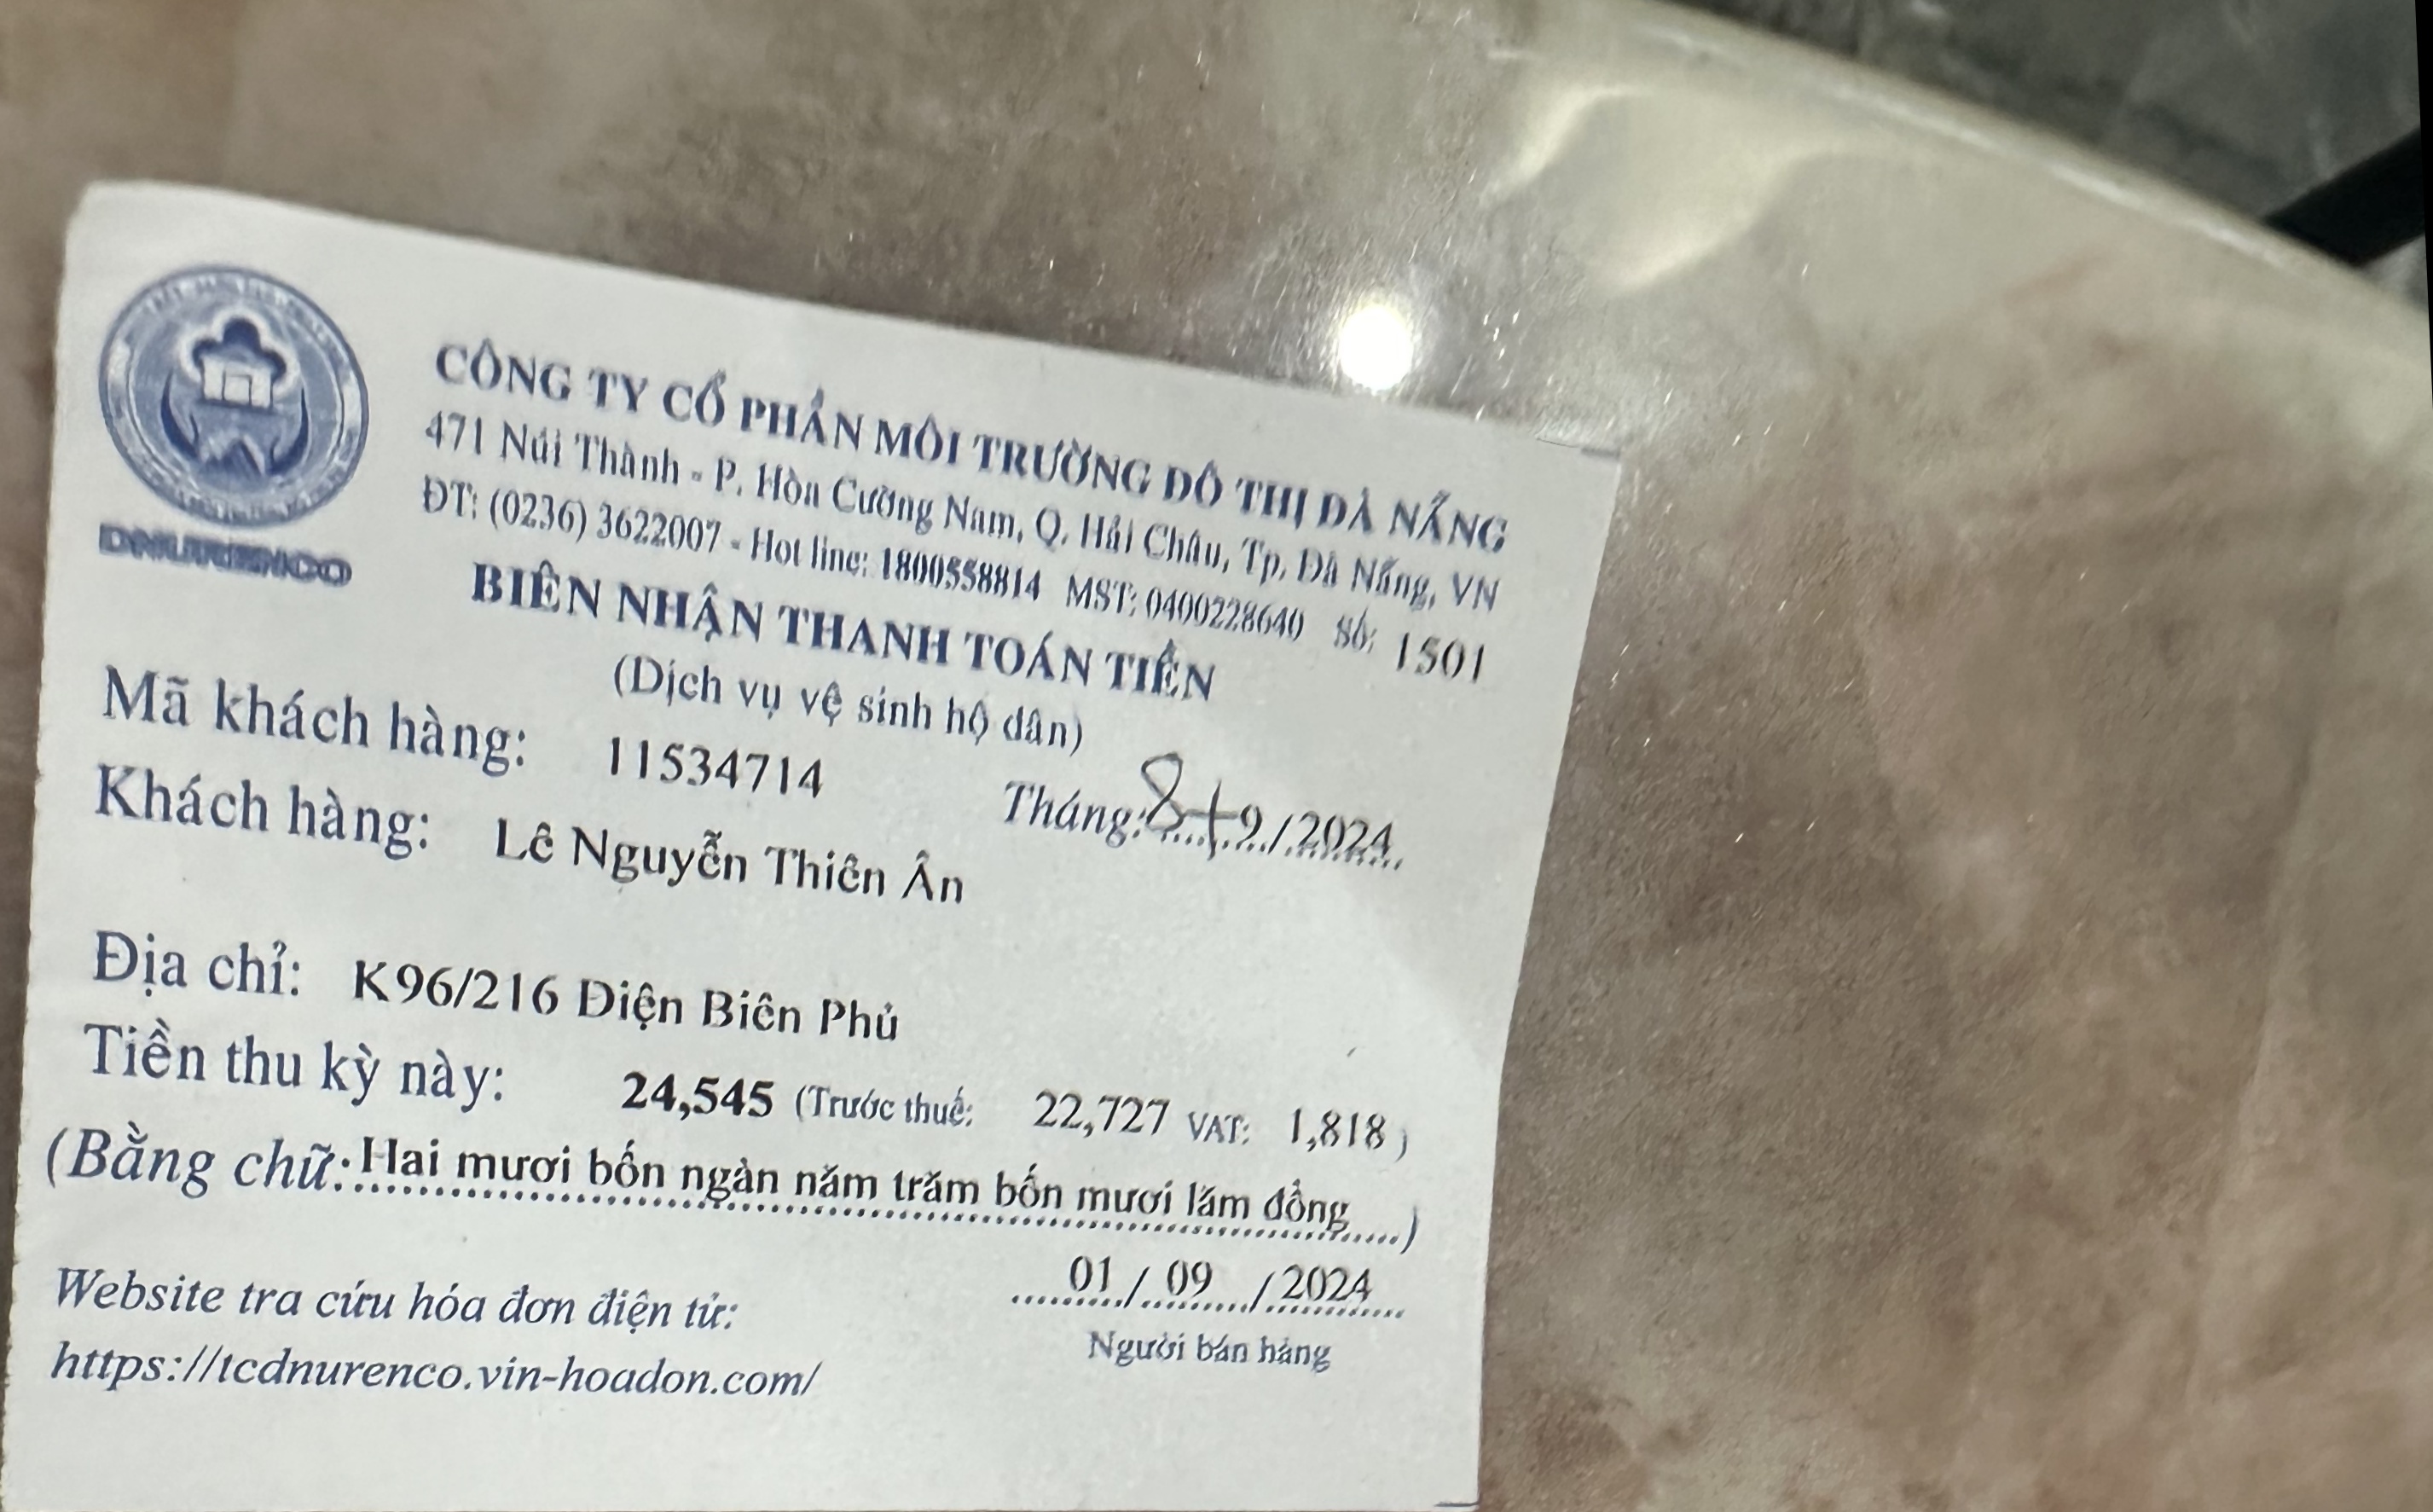 DNURENCO
CÔNG TY CỔ PHẦN MÔI TRƯỜNG ĐÔ THỊ ĐÀ NẴNG
471 Núi Thành - P. Hòa Cường Nam, Q. Hải Châu, Tp. Đà Nẵng, VN
ĐT: (0236) 3622007 - Hot line: 1800558814 MST: 0400228640 Số: 1501
BIÊN NHẬN THANH TOÁN TIỀN
(Dịch vụ vệ sinh hộ dân)
Mã khách hàng: 11534714
Tháng: 8+9/2024
Khách hàng: Lê Nguyễn Thiên Ân
Địa chỉ: K96/216 Điện Biên Phủ
Tiền thu kỳ này: 24,545 (Trước thuế: 22,727 VAT: 1,818)
(Bằng chữ: Hai mươi bốn ngàn năm trăm bốn mươi lăm đồng)
01/ 09 /2024
Người bán hàng
Website tra cứu hóa đơn điện tử:
https://tcdnurenco.vin-hoadon.com/